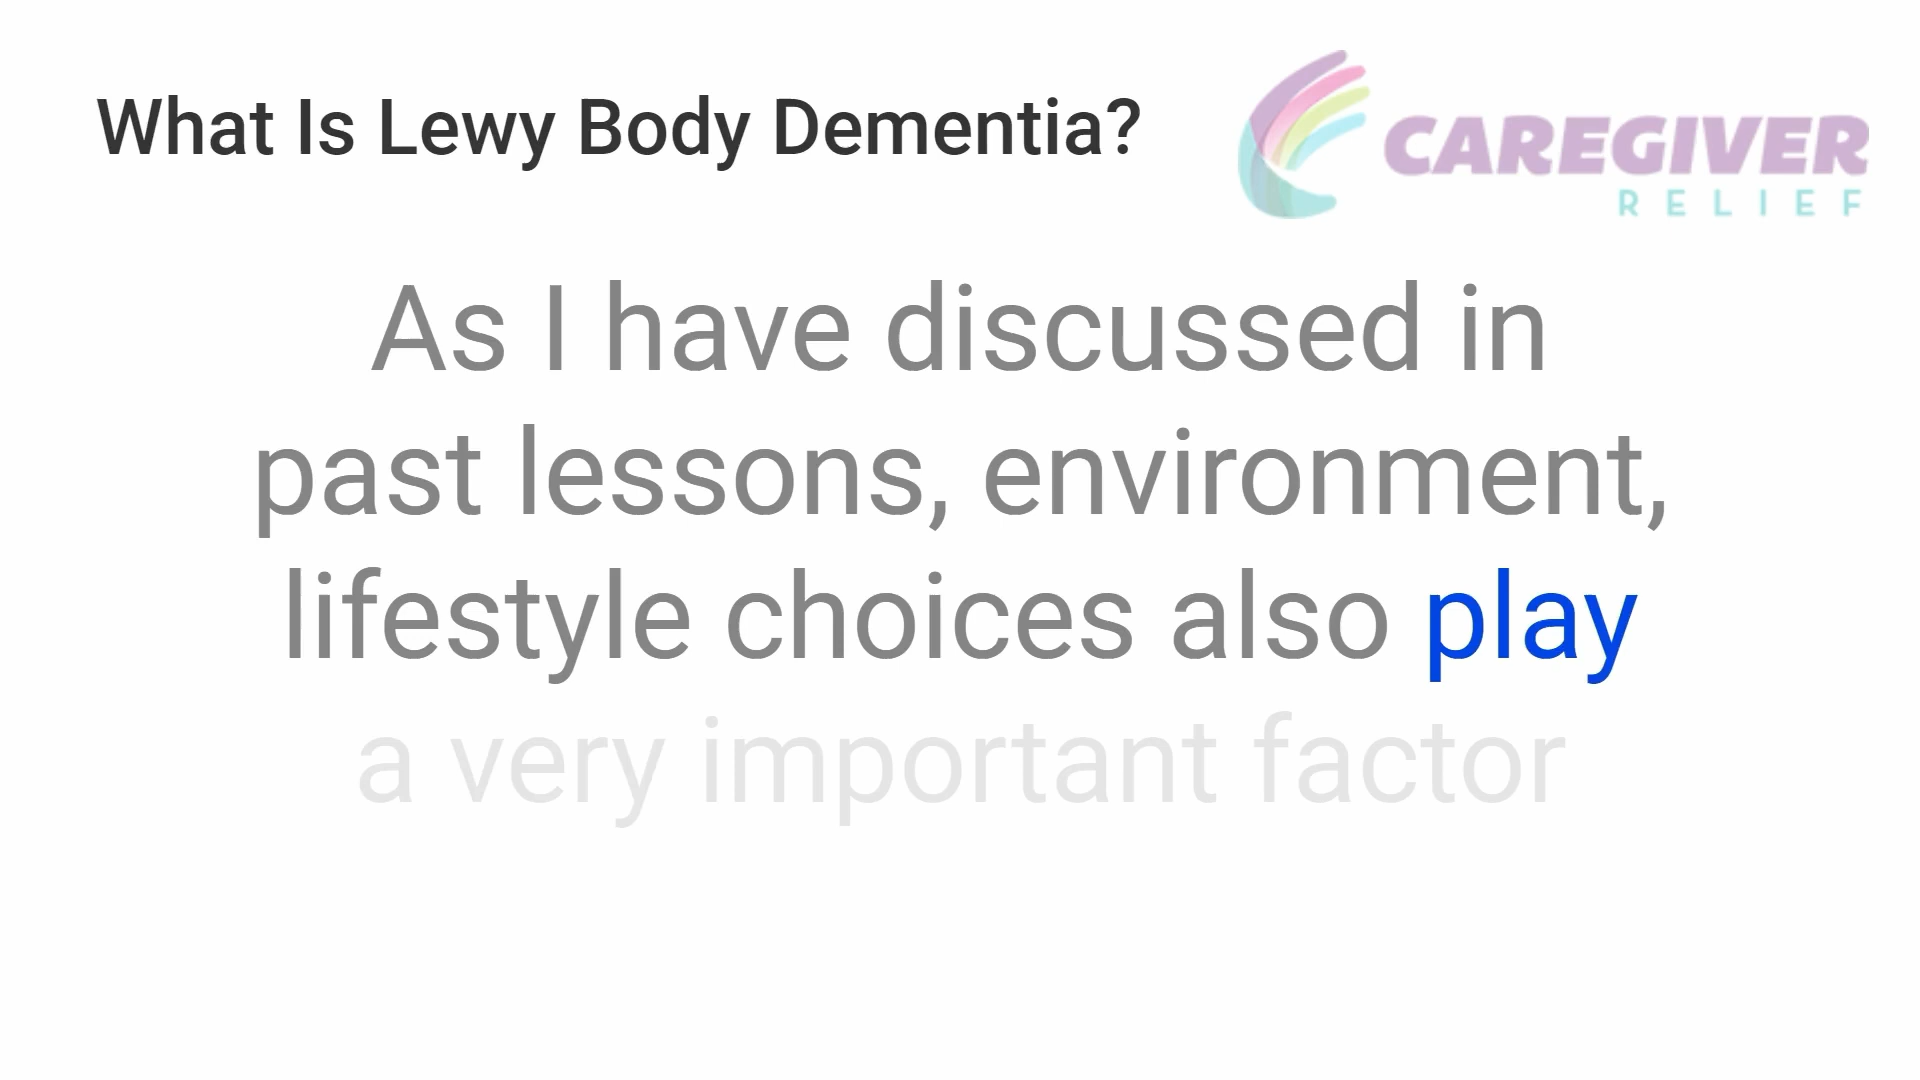 What Is Lewy Body Dementia?
CAREGIVER
RELIEF
As I have discussed in
past lessons, environment,
lifestyle choices also play
a very important factor